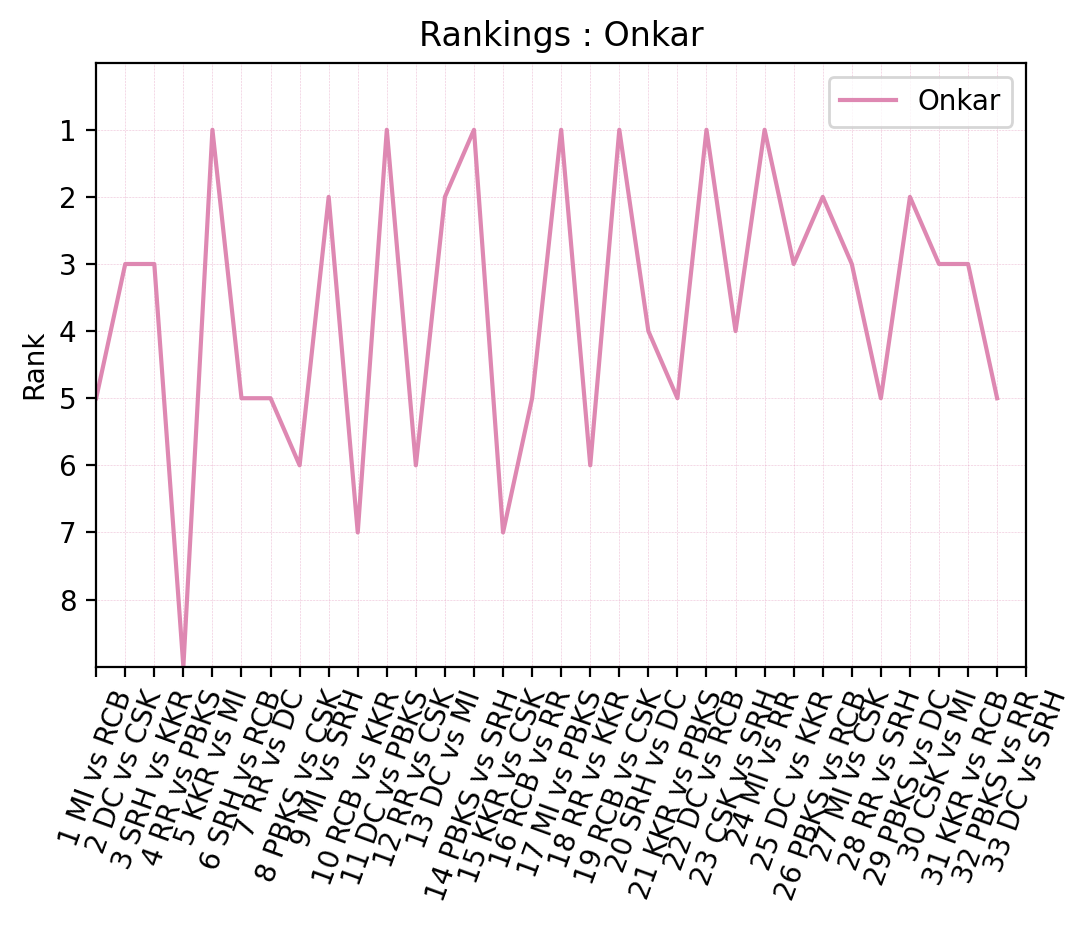 Rankings : Onkar
Onkar
Rank
1
2
3
4
5
6
7
8
1 MI vs RCB
2 DC vs CSK
3 SRH vs KKR
4 RR vs PBKS
5 KKR vs MI
6 SRH vs RCB
7 RR vs DC
8 PBKS vs CSK
9 MI vs SRH
10 RCB vs KKR
11 DC vs PBKS
12 RR vs CSK
13 DC vs MI
14 PBKS vs SRH
15 KKR vs CSK
16 RCB vs RR
17 MI vs PBKS
18 RR vs KKR
19 RCB vs CSK
20 SRH vs DC
21 KKR vs PBKS
22 DC vs RCB
23 CSK vs SRH
24 MI vs RR
25 DC vs KKR
26 PBKS vs RCB
27 MI vs CSK
28 RR vs SRH
29 PBKS vs DC
30 CSK vs MI
31 KKR vs RCB
32 PBKS vs RR
33 DC vs SRH